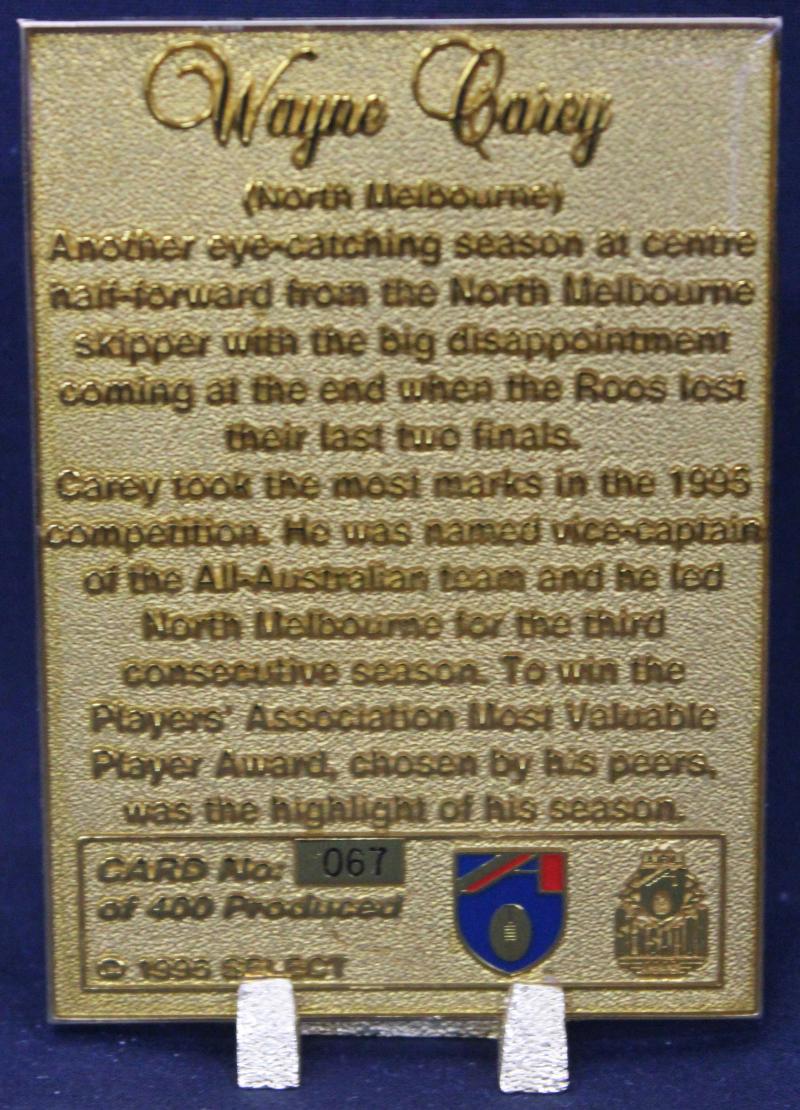 Wayne Carey
(North Melbourne)
Another eye-catching season at centre
half-forward from the North Melbourne
skipper with the big disappointment
coming at the end when the Roos lost
their last two finals.
Carey took the most marks in the 1995
competition. He was named vice-captain
of the All-Australian team and he led
North Melbourne for the third
consecutive season. To win the
Players' Association Most Valuable
Player Award, chosen by his peers,
was the highlight of his season.
CARD No: 067
of 400 Produced
© 1995 SELECT
SENSATION